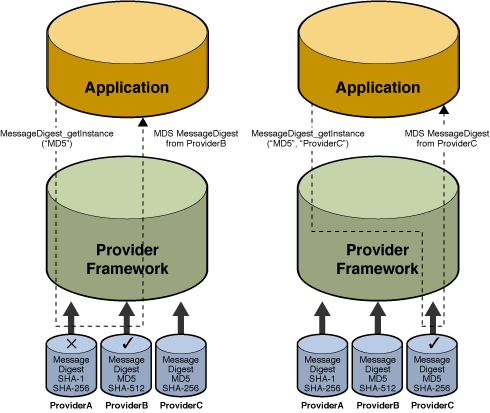 Application
MessageDigest_getInstance
("MD5")
MDS MessageDigest
from ProviderB
Provider
Framework
Message
Digest
SHA-1
SHA-256
Message
Digest
MD5
SHA-512
Message
Digest
MD5
SHA-256
ProviderA
ProviderB
ProviderC
Application
MessageDigest_getInstance
("MD5", "ProviderC")
MDS MessageDigest
from ProviderC
Provider
Framework
Message
Digest
SHA-1
SHA-256
Message
Digest
MD5
SHA-512
Message
Digest
MD5
SHA-256
ProviderA
ProviderB
ProviderC